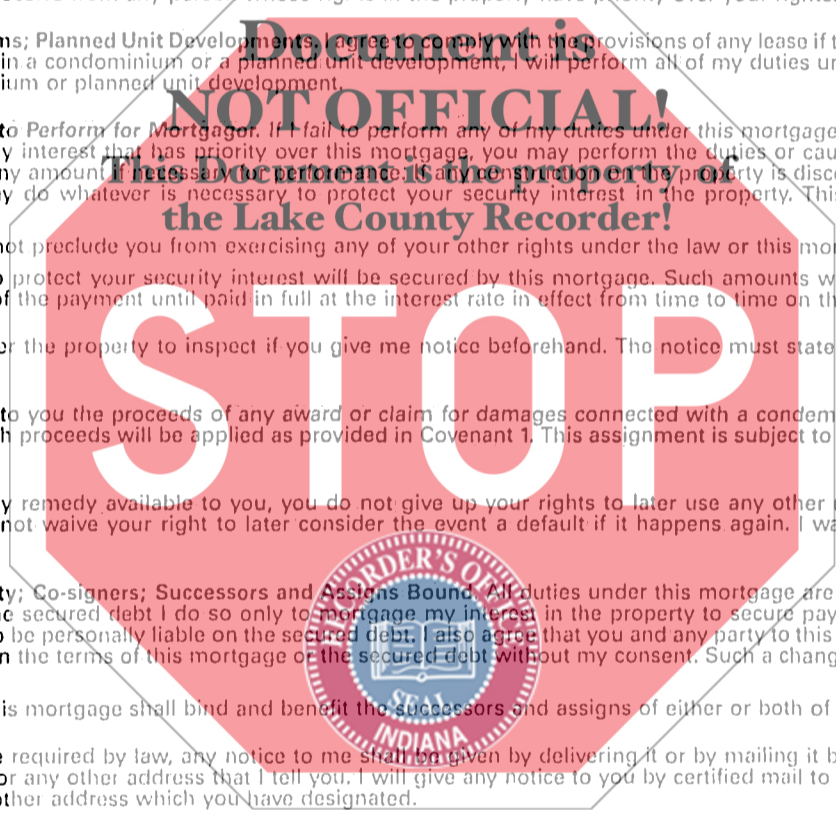 ns; Planned Unit Developments. I agree to comply with the provisions of any lease if t
in a condominium or a planned unit development, I will perform all of my duties ur
ium or planned unit development.
Document is
NOT OFFICIAL!
This Document is the property of
the Lake County Recorder!
to Perform for Mortgagor. If I fail to perform any of my duties under this mortgage
y interest that has priority over this mortgage, you may perform the duties or cau
ny amount if necessary for performance. If any construction on the property is disc
y do whatever is necessary to protect your security interest in the property. This
not preclude you from exercising any of your other rights under the law or this mor
protect your security interest will be secured by this mortgage. Such amounts w
f the payment until paid in full at the interest rate in effect from time to time on th
STOP
er the property to inspect if you give me notice beforehand. The notice must state
to you the proceeds of any award or claim for damages connected with a condem
h proceeds will be applied as provided in Covenant 1. This assignment is subject to
y remedy available to you, you do not give up your rights to later use any other
not waive your right to later consider the event a default if it happens again. I wa
ty; Co-signers; Successors and Assigns Bound. All duties under this mortgage are
e secured debt I do so only to mortgage my interest in the property to secure pay
be personally liable on the secured debt. I also agree that you and any party to this
n the terms of this mortgage or the secured debt without my consent. Such a chang
RECORDER'S OFFICE
SEAL
INDIANA
is mortgage shall bind and benefit the successors and assigns of either or both of
e required by law, any notice to me shall be given by delivering it or by mailing it b
or any other address that I tell you. I will give any notice to you by certified mail to
other address which you have designated.